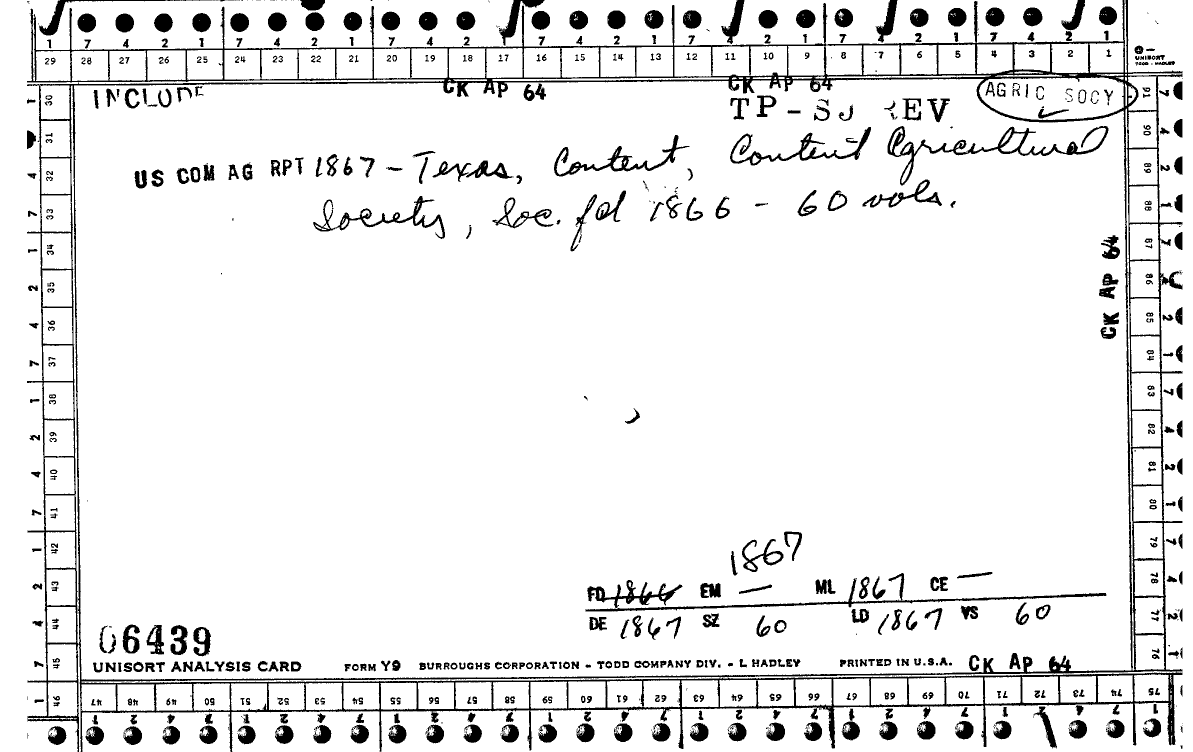 7 4 2 1 7 4 2 1 7 4 2 1 7 4 2 1 7 4 2 1 7 4 2 1 7 4 2 1
29 28 27 26 25 24 23 22 21 20 19 18 17 16 15 14 13 12 11 10 9 8 7 6 5 4 3 2 1
UNISORT
TODD HADLEY
INCLUDE CK AP 64 CK AP 64 AGRIC SOCY
TP-SU REV
US COM AG RPT 1867 - Texas, Content, Content Agricultural
Society, Soc. fd 1866 - 60 vols.
CK AP 64
1867
FD 1866 EM — ML 1867 CE —
DE 1867 SZ 60 LD 1867 VS 60
06439
UNISORT ANALYSIS CARD FORM Y9 BURROUGHS CORPORATION - TODD COMPANY DIV. - L HADLEY PRINTED IN U.S.A. CK AP 64
30 31 32 33 34 35 36 37 38 39 40 41 42 43 44 45 46
91 90 89 88 87 86 85 84 83 82 81 80 79 78 77 76 75
47 48 49 50 51 52 53 54 55 56 57 58 59 60 61 62 63 64 65 66 67 68 69 70 71 72 73 74